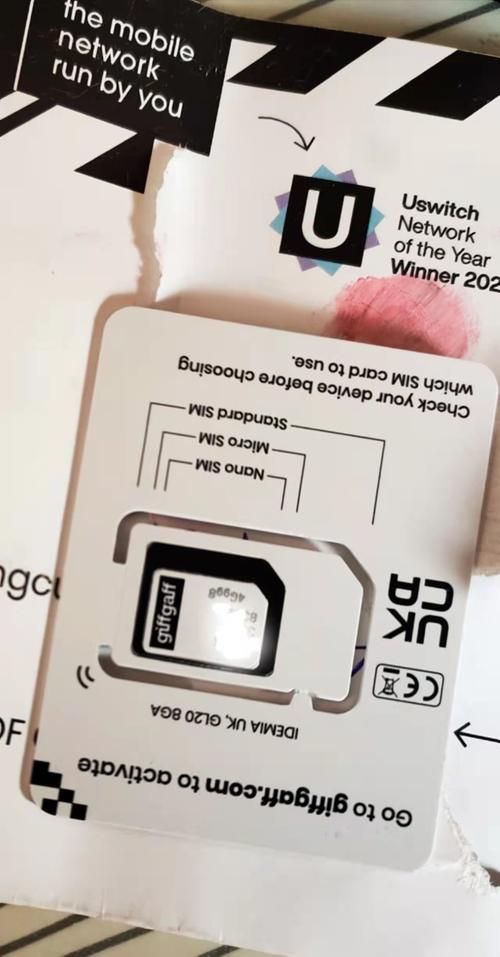 the mobile
network
run by you
U
Uswitch
Network
of the Year
Winner 202
Check your device before choosing
which SIM card to use.
Standard SIM
Micro SIM
Nano SIM
UK
CA
CE
giffgaff
IDEMIA UK, GL20 8GA
Go to giffgaff.com to activate